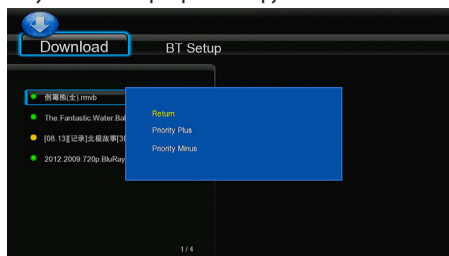 Download
BT Setup
倒霉熊(全).rmvb
The.Fantastic.Water.Bal
[08.13][记录]北极故事[3
2012.2009.720p.BluRay
Return
Priority Plus
Priority Minus
1 / 4